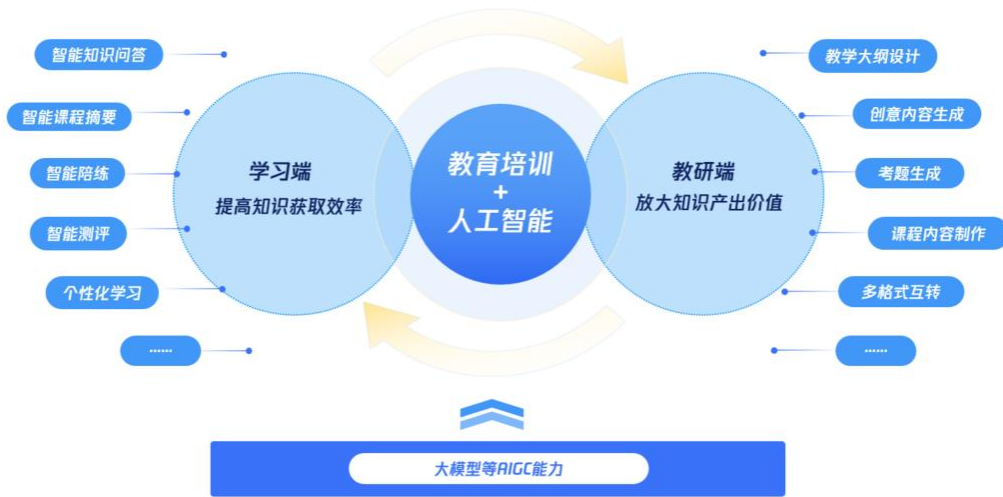 智能知识问答
智能课程摘要
智能陪练
智能测评
个性化学习
......
学习端
提高知识获取效率
教育培训
+
人工智能
教研端
放大知识产出价值
教学大纲设计
创意内容生成
考题生成
课程内容制作
多格式互转
......
大模型等AIGC能力